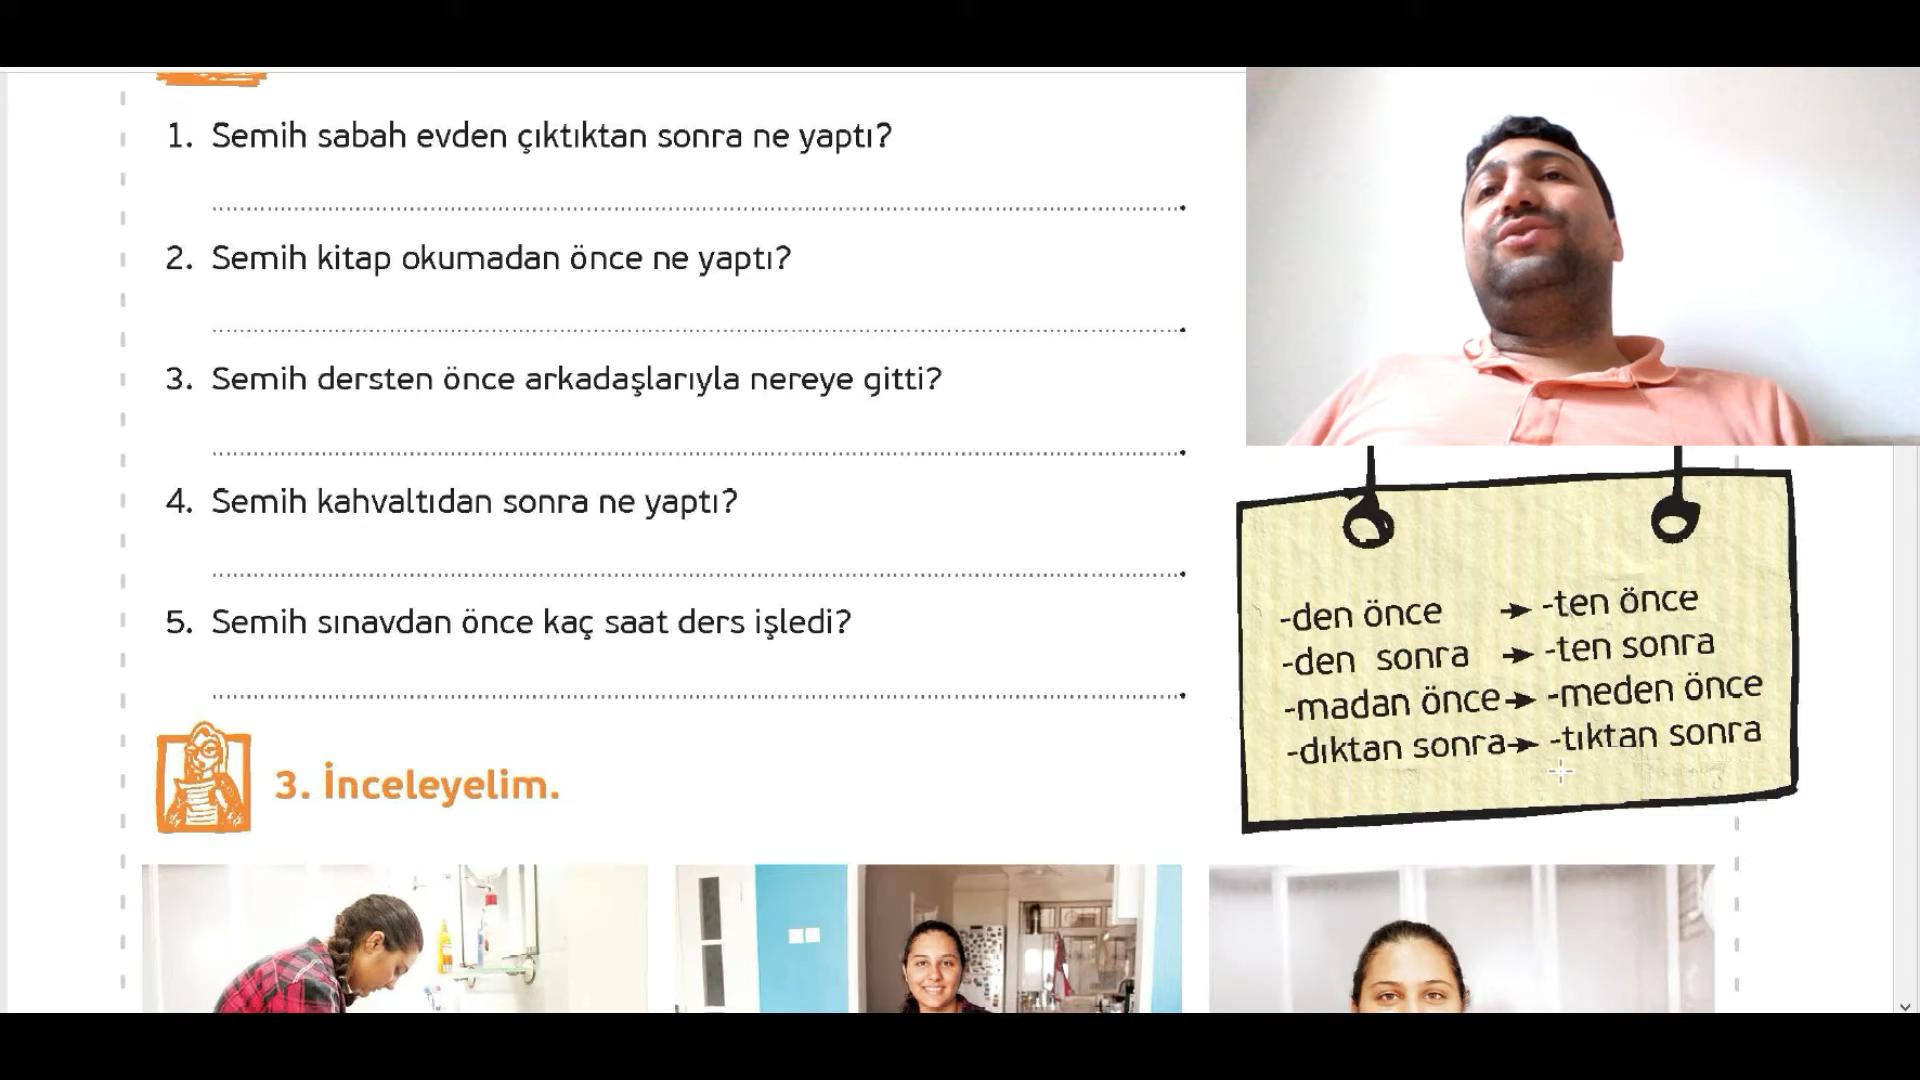 1. Semih sabah evden çıktıktan sonra ne yaptı?
2. Semih kitap okumadan önce ne yaptı?
3. Semih dersten önce arkadaşlarıyla nereye gitti?
4. Semih kahvaltıdan sonra ne yaptı?
5. Semih sınavdan önce kaç saat ders işledi?
-den önce → -ten önce
-den sonra → -ten sonra
-madan önce → -meden önce
-dıktan sonra → -tıktan sonra
3. İnceleyelim.